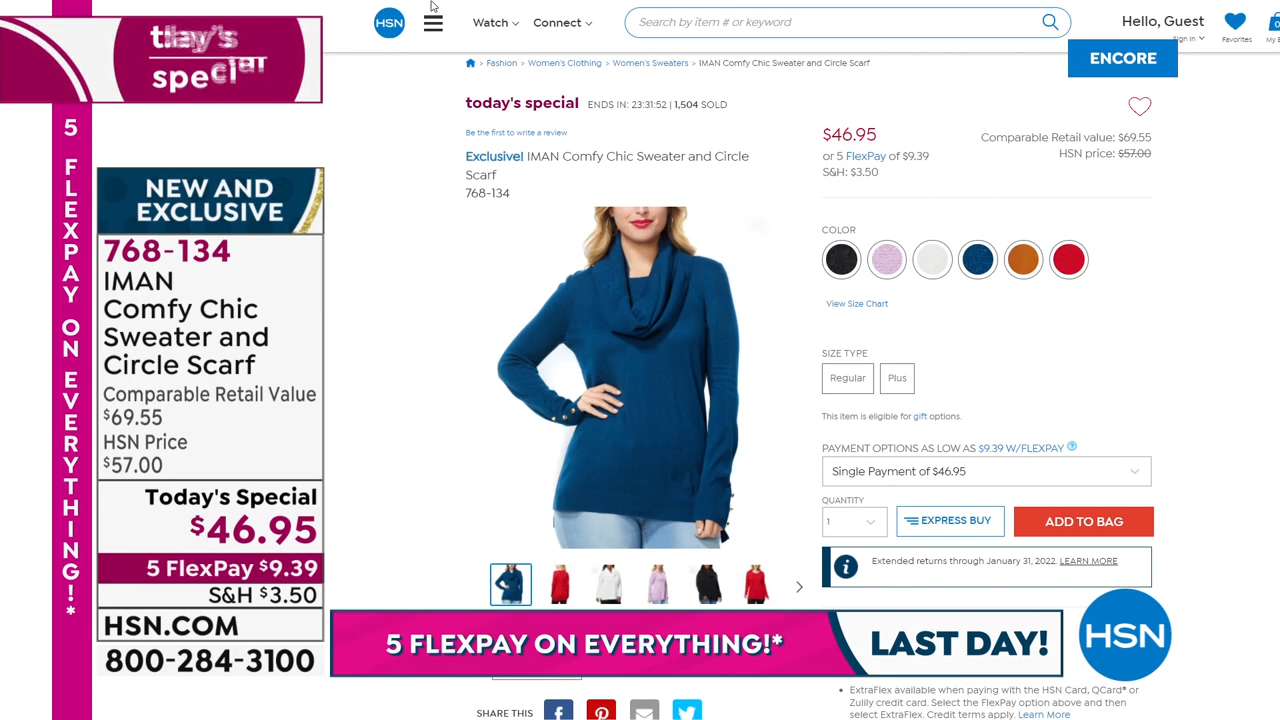 today's
special
5 FLEXPAY ON EVERYTHING!*
NEW AND
EXCLUSIVE
768-134
IMAN
Comfy Chic
Sweater and
Circle Scarf
Comparable Retail Value
$69.55
HSN Price
$57.00
Today's Special
$46.95
5 FlexPay $9.39
S&H $3.50
HSN.COM
800-284-3100
HSN
Watch
Connect
Search by item # or keyword
Hello, Guest
Sign In
Favorites
0
My
ENCORE
> Fashion > Women's Clothing > Women's Sweaters > IMAN Comfy Chic Sweater and Circle Scarf
today's special ENDS IN: 23:31:52 | 1,504 SOLD
Be the first to write a review
Exclusive! IMAN Comfy Chic Sweater and Circle
Scarf
768-134
$46.95
or 5 FlexPay of $9.39
S&H: $3.50
Comparable Retail value: $69.55
HSN price: $57.00
COLOR
View Size Chart
SIZE TYPE
Regular
Plus
This item is eligible for gift options.
PAYMENT OPTIONS AS LOW AS $9.39 W/FLEXPAY ?
Single Payment of $46.95
QUANTITY
1
EXPRESS BUY
ADD TO BAG
i
Extended returns through January 31, 2022. LEARN MORE
5 FLEXPAY ON EVERYTHING!*
LAST DAY!
HSN
ExtraFlex available when paying with the HSN Card, QCard® or
Zulily credit card. Select the FlexPay option above and then
select ExtraFlex. Credit terms apply. Learn More
SHARE THIS